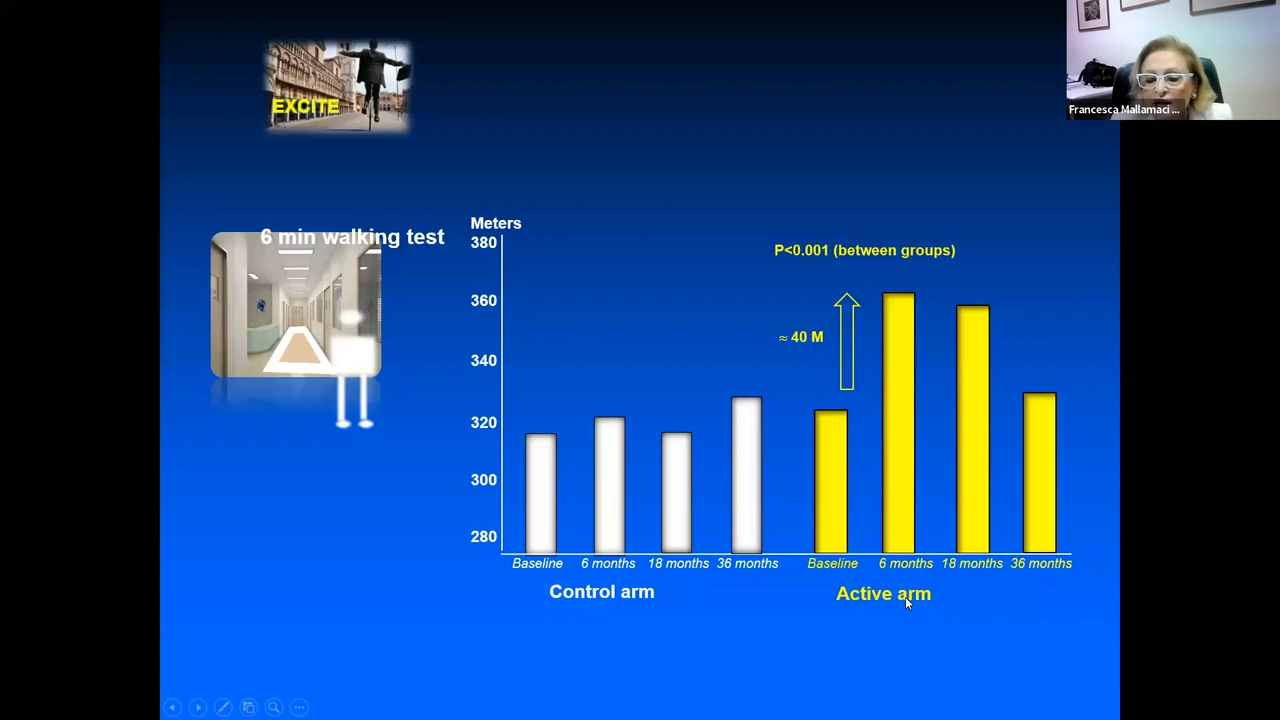 EXCITE
Francesca Mallamaci ...
6 min walking test
Meters
380
360
340
320
300
280
P<0.001 (between groups)
≈ 40 M
Baseline 6 months 18 months 36 months Baseline 6 months 18 months 36 months
Control arm Active arm